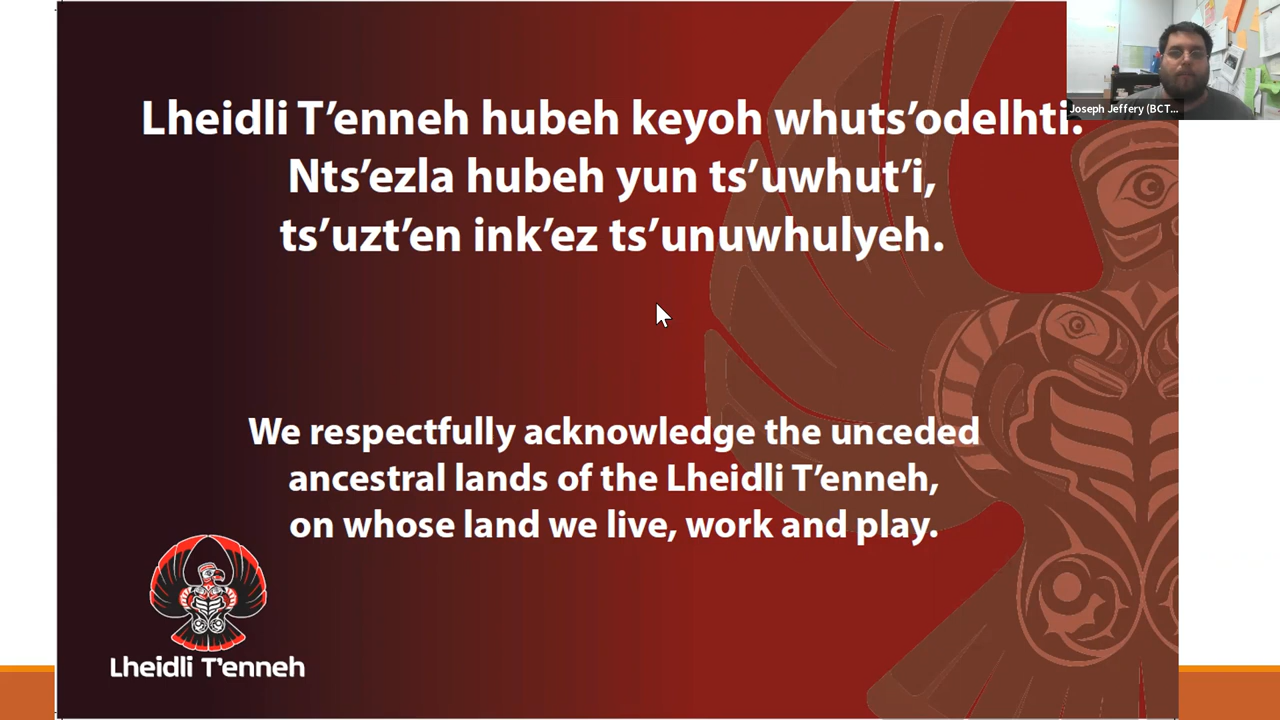 Lheidli T’enneh hubeh keyoh whuts’odelhti.
Nts’ezla hubeh yun ts’uwhut’i,
ts’uzt’en ink’ez ts’unuwhulyeh.
We respectfully acknowledge the unceded
ancestral lands of the Lheidli T’enneh,
on whose land we live, work and play.
Lheidli T’enneh
Joseph Jeffery (BCT...